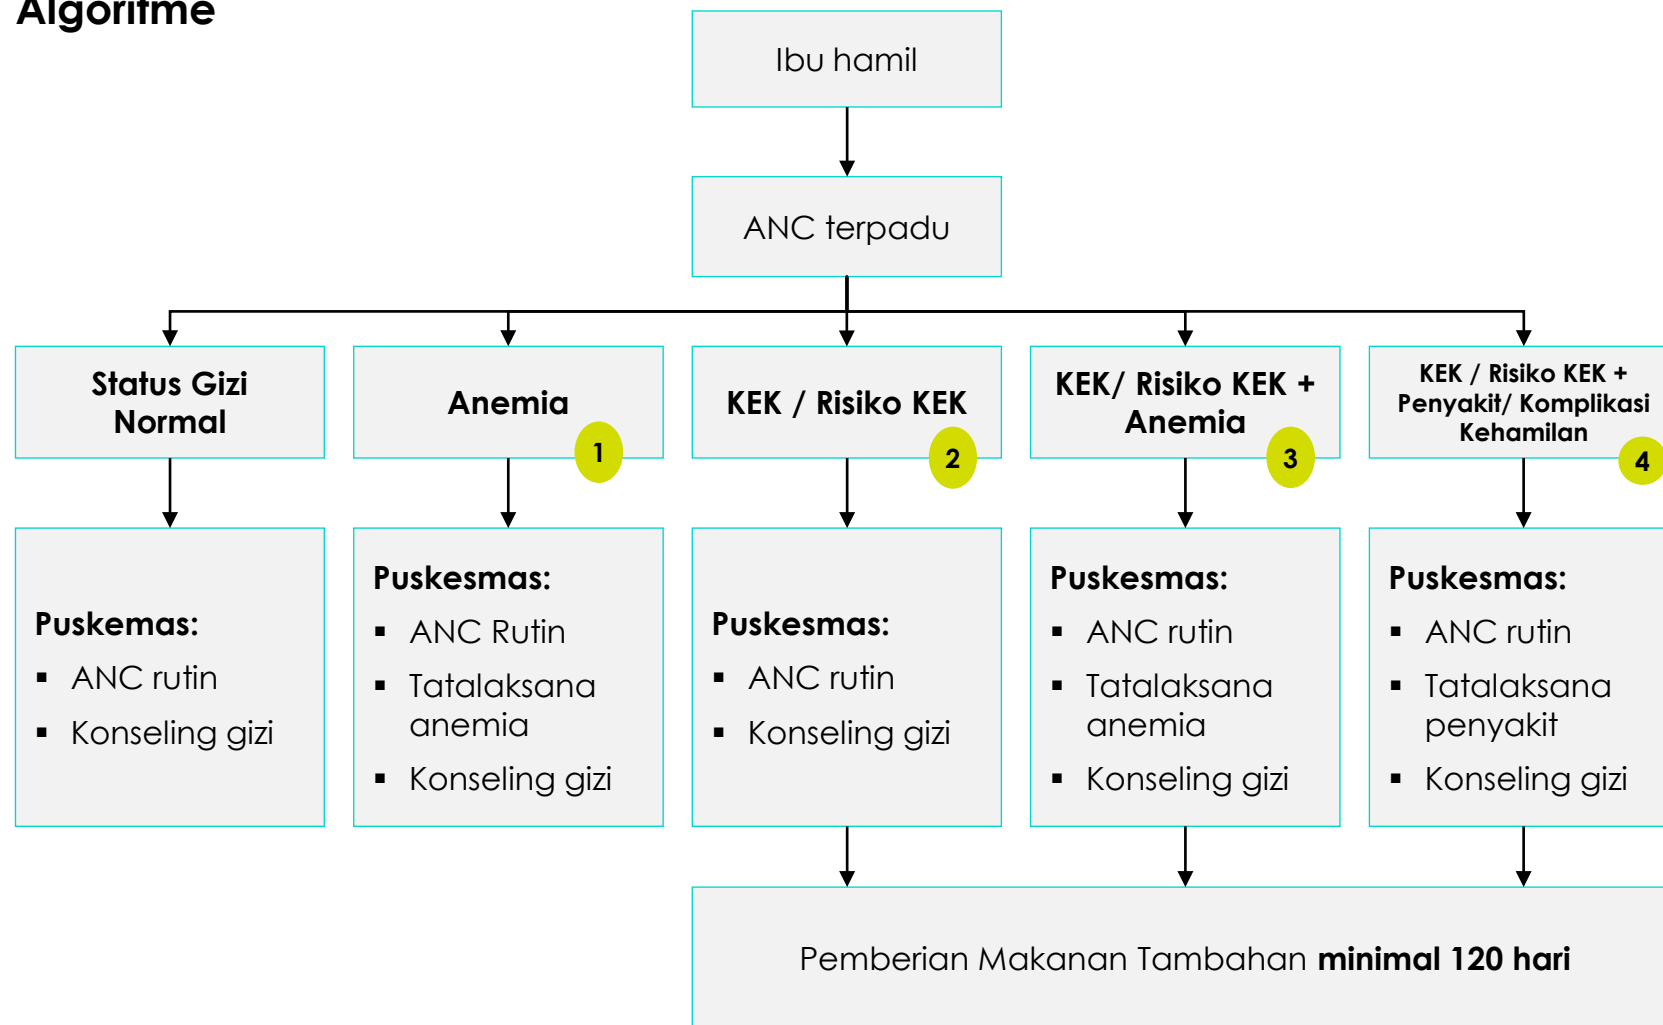 Algoritme
Ibu hamil
ANC terpadu
Status Gizi
Normal
Anemia
1
KEK / Risiko KEK
2
KEK/ Risiko KEK +
Anemia
3
KEK / Risiko KEK +
Penyakit/ Komplikasi
Kehamilan
4
Puskemas:
▪ ANC rutin
▪ Konseling gizi
Puskesmas:
▪ ANC Rutin
▪ Tatalaksana
anemia
▪ Konseling gizi
Puskesmas:
▪ ANC rutin
▪ Konseling gizi
Puskesmas:
▪ ANC rutin
▪ Tatalaksana
anemia
▪ Konseling gizi
Puskesmas:
▪ ANC rutin
▪ Tatalaksana
penyakit
▪ Konseling gizi
Pemberian Makanan Tambahan minimal 120 hari